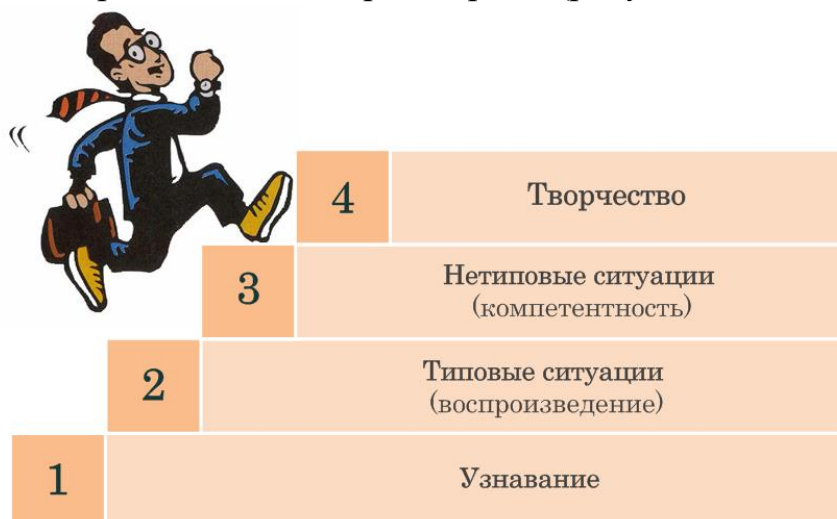 4
Творчество
3
Нетиповые ситуации
(компетентность)
2
Типовые ситуации
(воспроизведение)
1
Узнавание